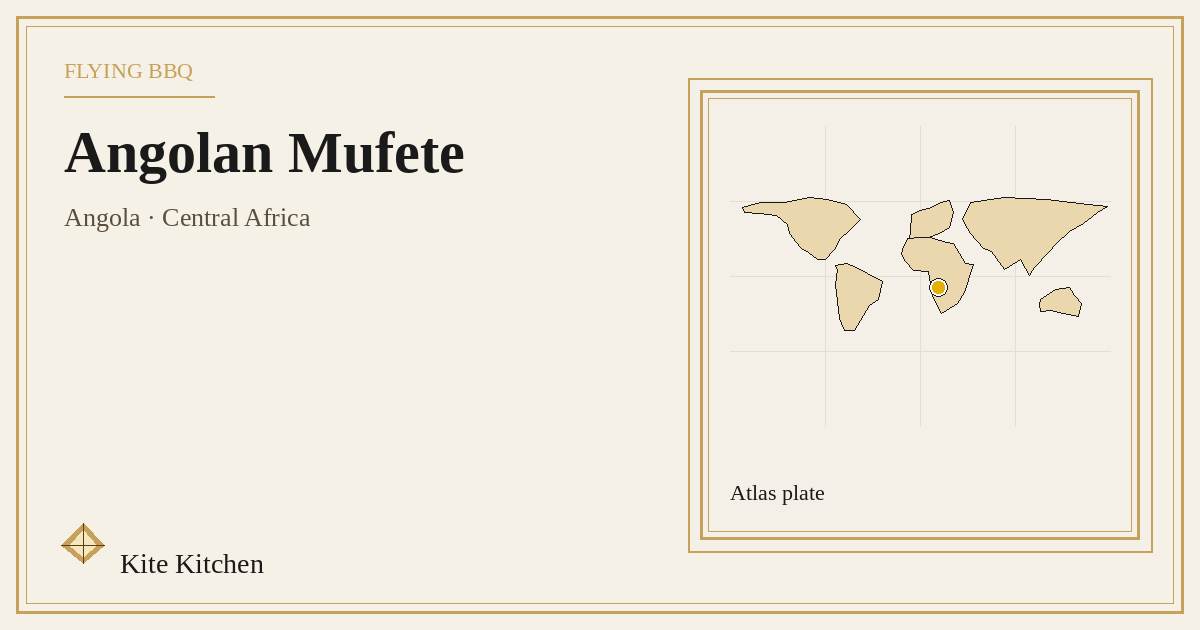 FLYING BBQ
Angolan Mufete
Angola · Central Africa
Atlas plate
Kite Kitchen